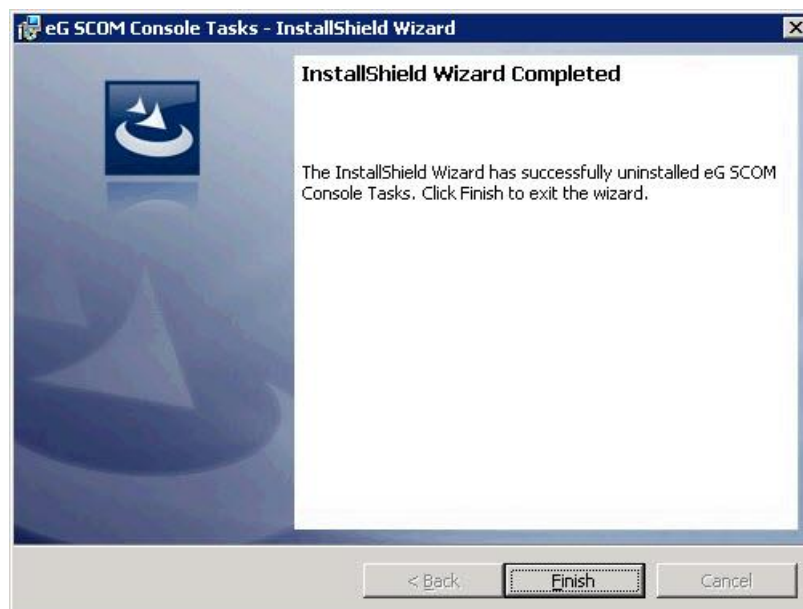 eG SCOM Console Tasks - InstallShield Wizard
InstallShield Wizard Completed
The InstallShield Wizard has successfully uninstalled eG SCOM
Console Tasks. Click Finish to exit the wizard.
< Back
Finish
Cancel